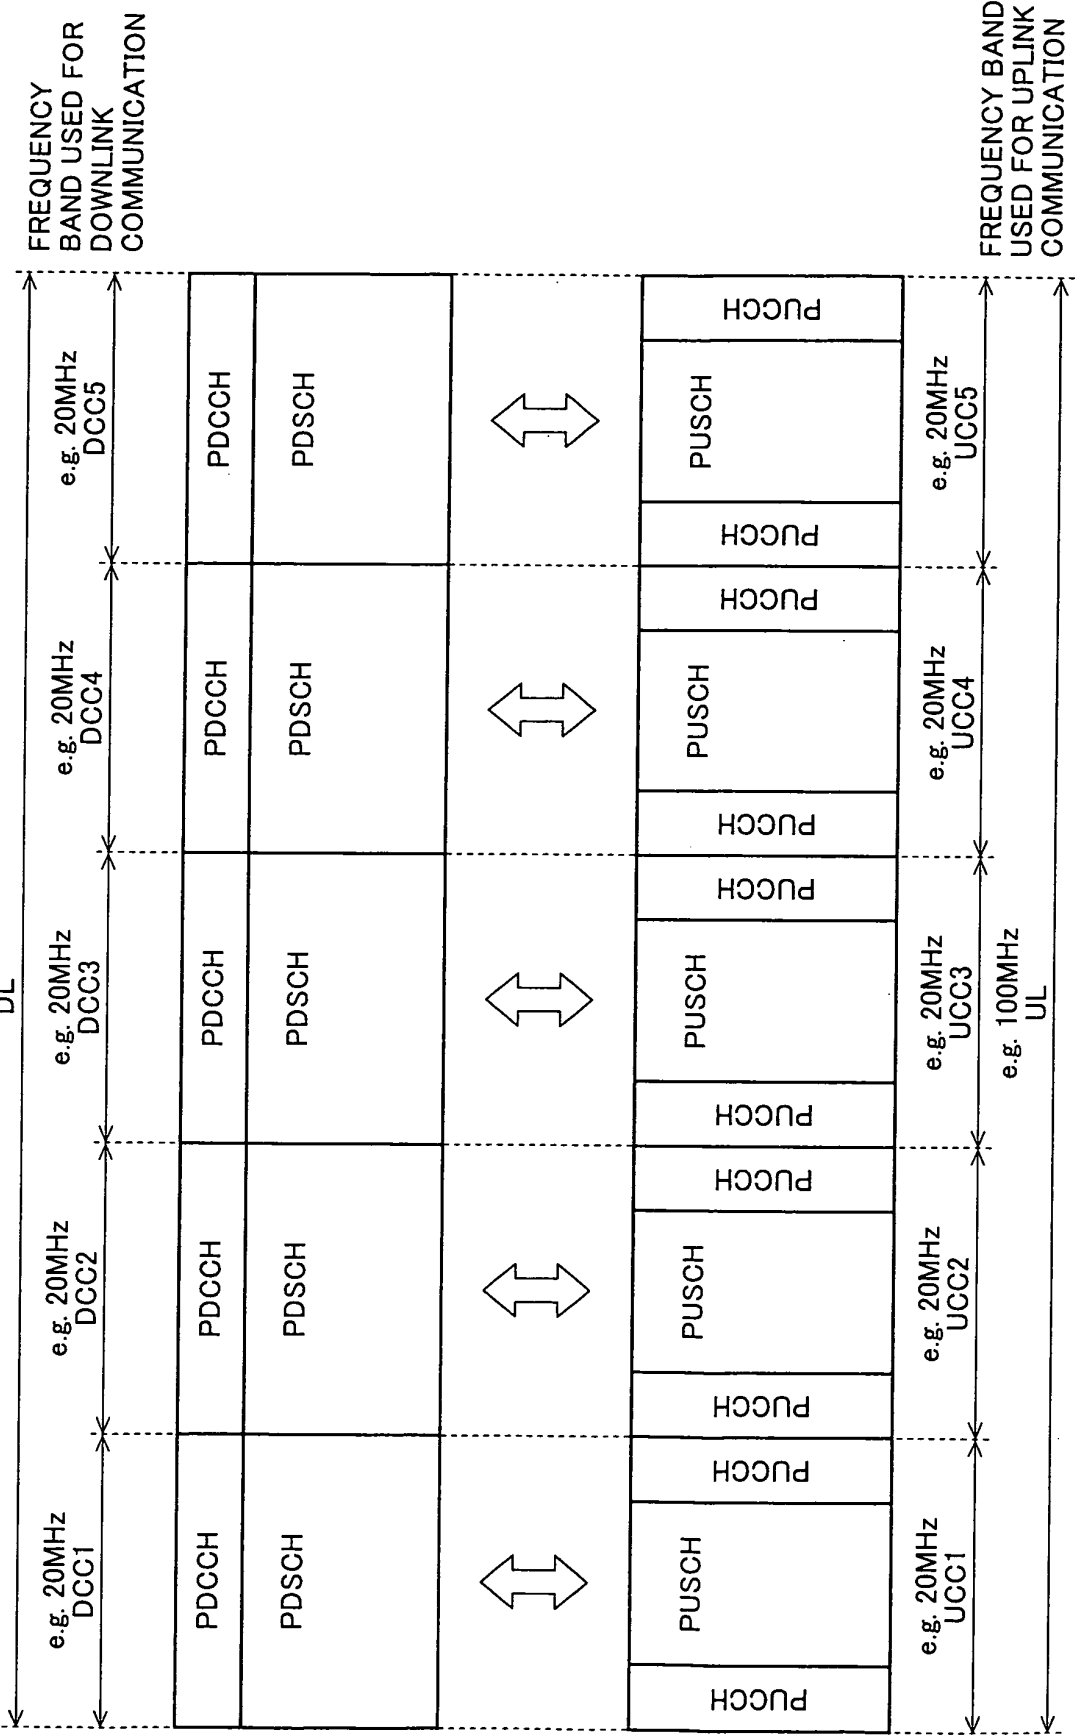 DL
FREQUENCY
BAND USED FOR
DOWNLINK
COMMUNICATION
e.g. 20MHz
DCC1
e.g. 20MHz
DCC2
e.g. 20MHz
DCC3
e.g. 20MHz
DCC4
e.g. 20MHz
DCC5
PDCCH
PDCCH
PDCCH
PDCCH
PDCCH
PDSCH
PDSCH
PDSCH
PDSCH
PDSCH
PUCCH
PUSCH
PUCCH
PUCCH
PUSCH
PUCCH
PUCCH
PUSCH
PUCCH
PUCCH
PUSCH
PUCCH
PUCCH
PUSCH
PUCCH
e.g. 20MHz
UCC1
e.g. 20MHz
UCC2
e.g. 20MHz
UCC3
e.g. 20MHz
UCC4
e.g. 20MHz
UCC5
e.g. 100MHz
UL
FREQUENCY BAND
USED FOR UPLINK
COMMUNICATION